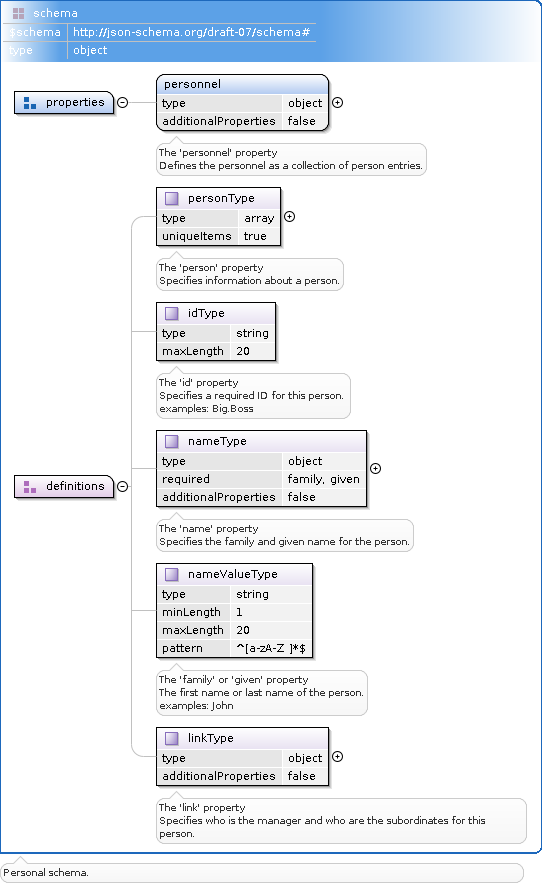 schema
$schema http://json-schema.org/draft-07/schema#
type object
properties
personnel
type object
additionalProperties false
The 'personnel' property
Defines the personnel as a collection of person entries.
personType
type array
uniqueItems true
The 'person' property
Specifies information about a person.
idType
type string
maxLength 20
The 'id' property
Specifies a required ID for this person.
examples: Big.Boss
definitions
nameType
type object
required family, given
additionalProperties false
The 'name' property
Specifies the family and given name for the person.
nameValueType
type string
minLength 1
maxLength 20
pattern ^[a-zA-Z ]*$
The 'family' or 'given' property
The first name or last name of the person.
examples: John
linkType
type object
additionalProperties false
The 'link' property
Specifies who is the manager and who are the subordinates for this
person.
Personal schema.